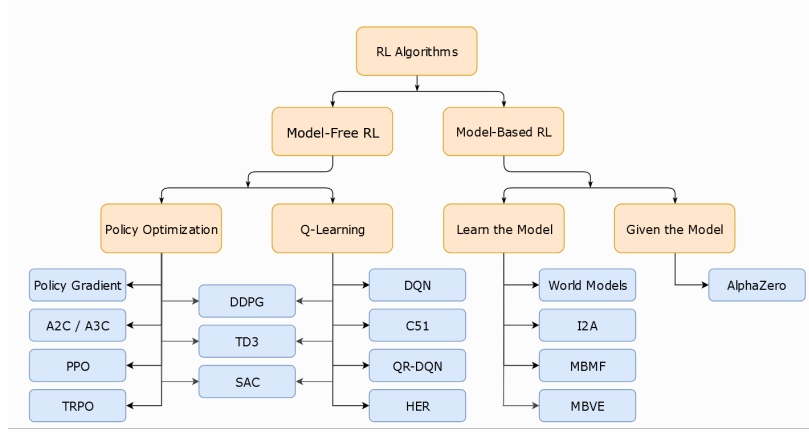 RL Algorithms
Model-Free RL
Model-Based RL
Policy Optimization
Q-Learning
Learn the Model
Given the Model
Policy Gradient
A2C / A3C
PPO
TRPO
DDPG
TD3
SAC
DQN
C51
QR-DQN
HER
World Models
I2A
MBMF
MBVE
AlphaZero